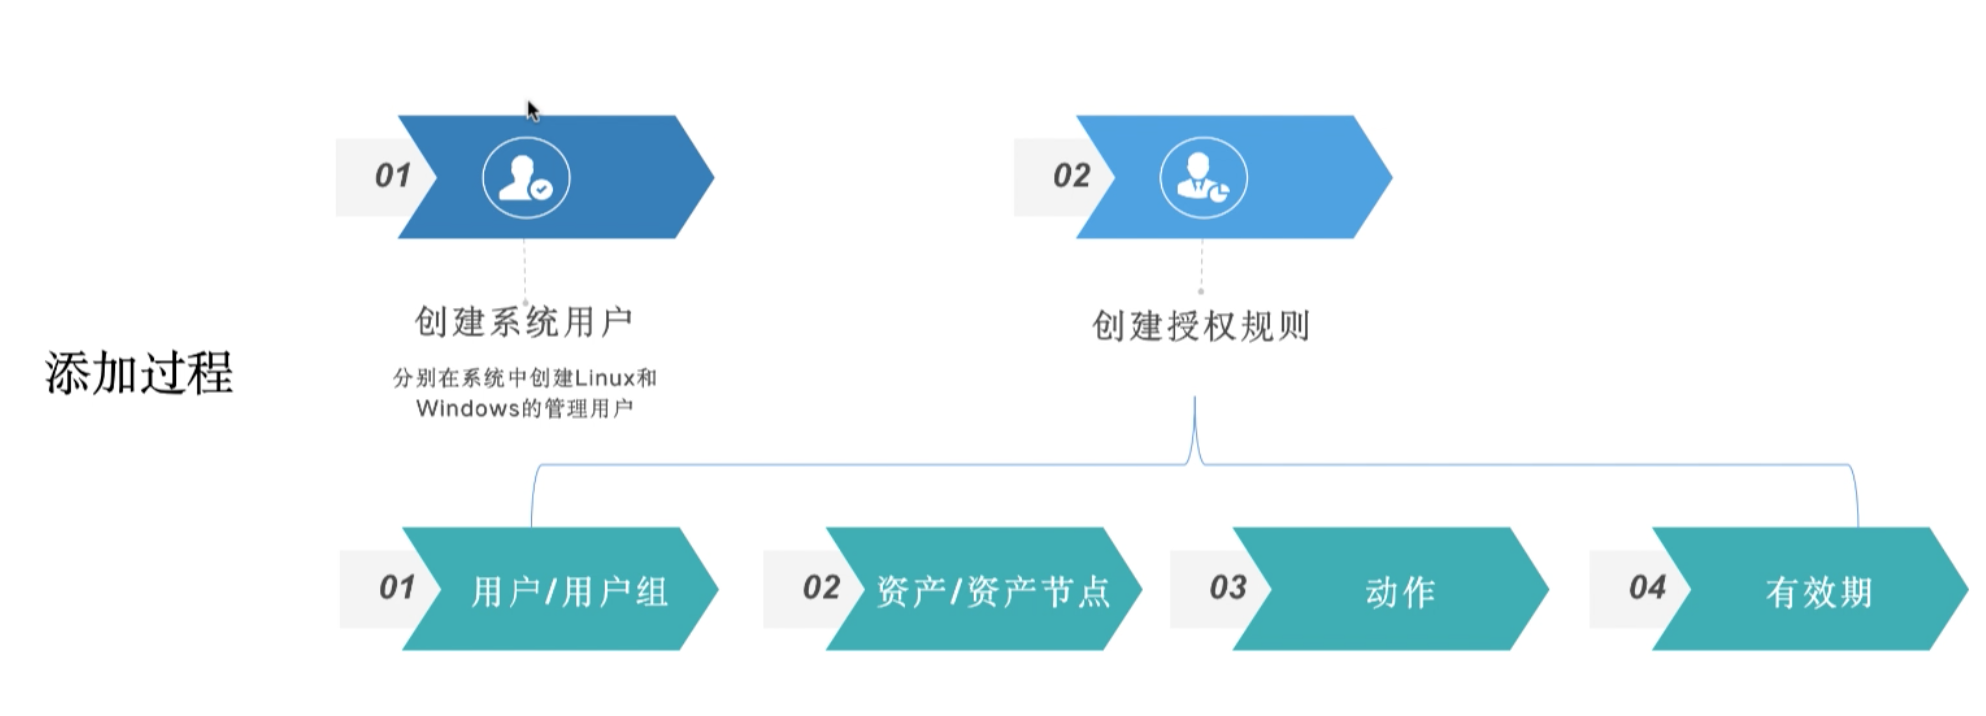 01
02
创建系统用户
创建授权规则
添加过程
分别在系统中创建Linux和
Windows的管理用户
01
用户/用户组
02
资产/资产节点
03
动作
04
有效期